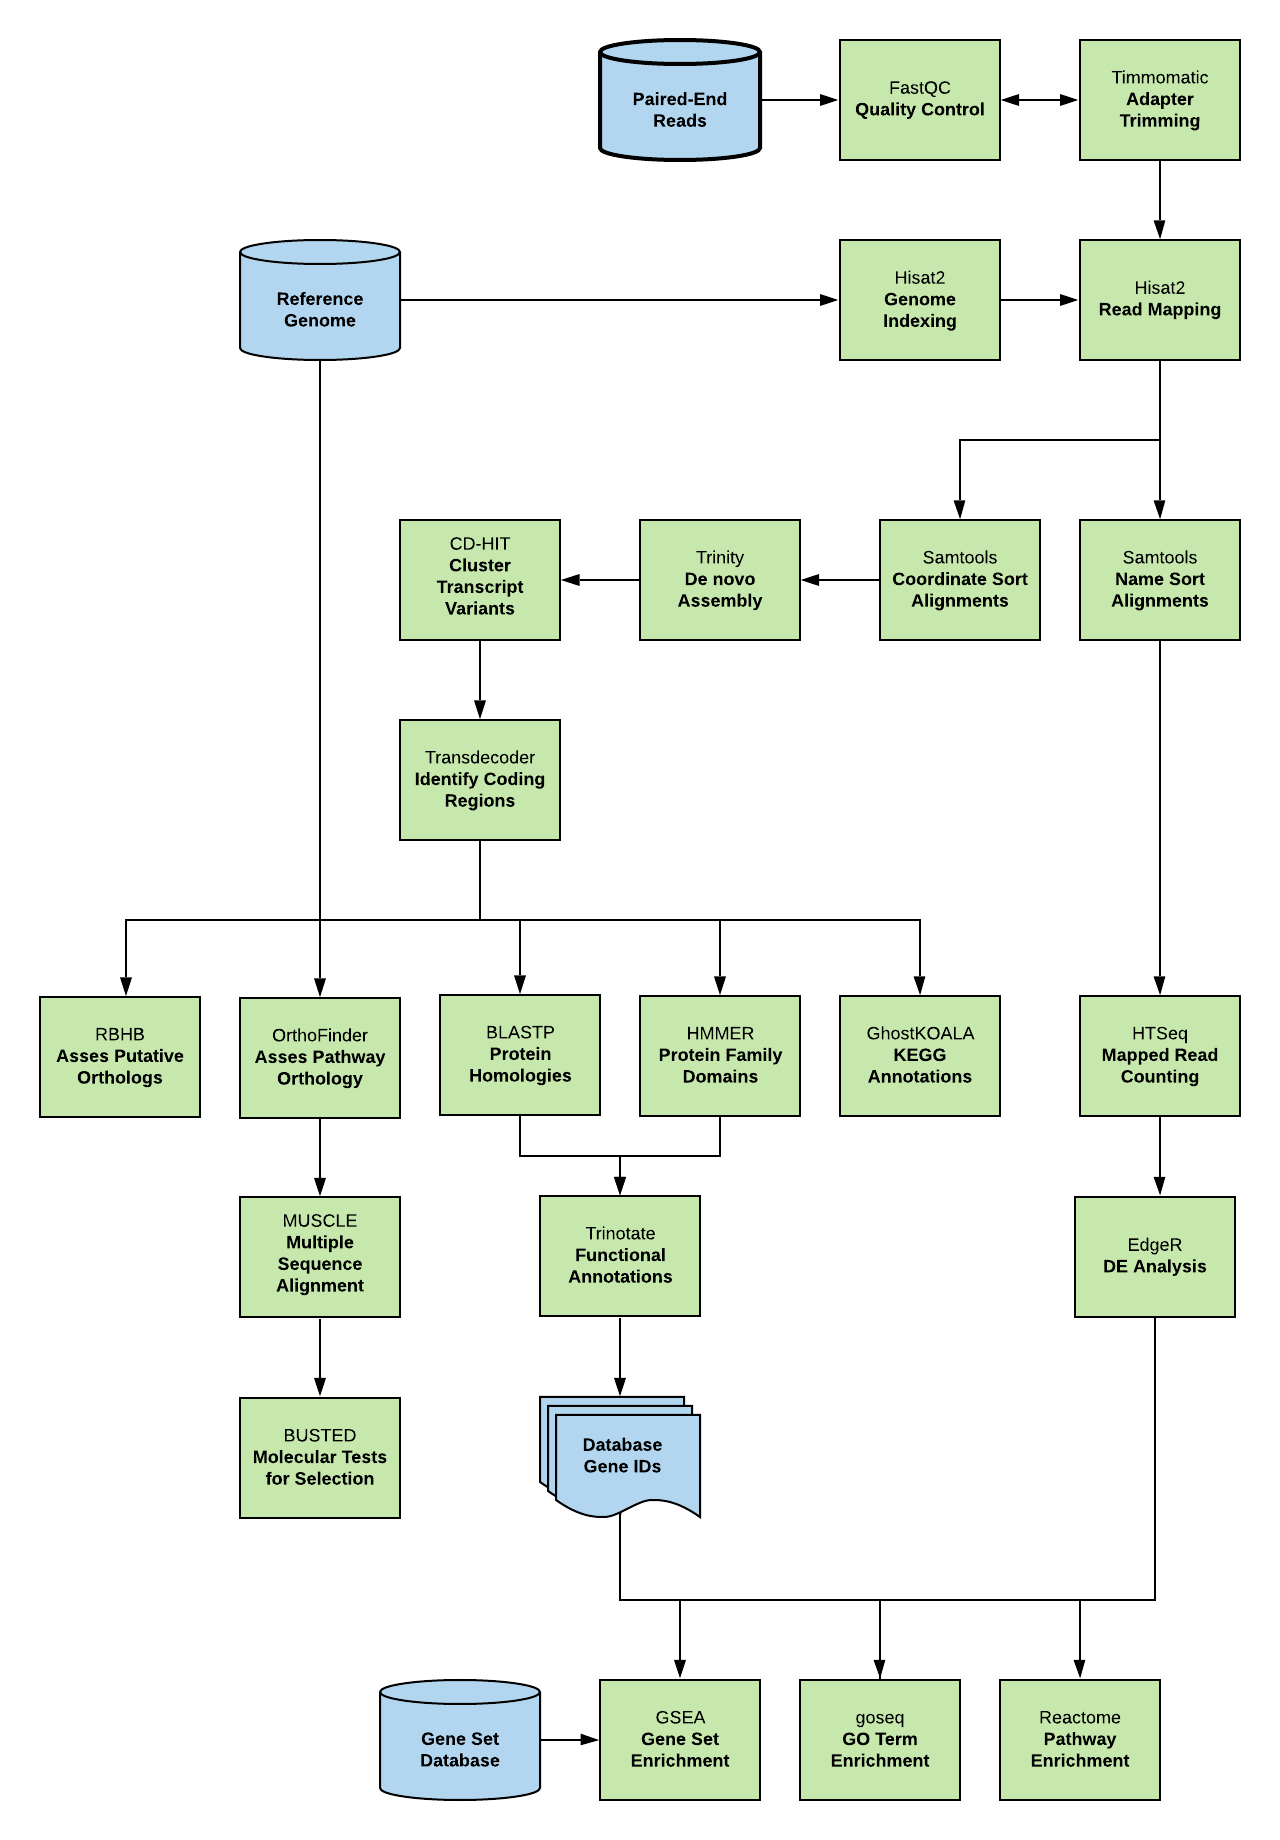 Paired-End
Reads
FastQC
Quality Control
Timmomatic
Adapter
Trimming
Reference
Genome
Hisat2
Genome
Indexing
Hisat2
Read Mapping
CD-HIT
Cluster
Transcript
Variants
Trinity
De novo
Assembly
Samtools
Coordinate Sort
Alignments
Samtools
Name Sort
Alignments
Transdecoder
Identify Coding
Regions
RBHB
Asses Putative
Orthologs
OrthoFinder
Asses Pathway
Orthology
BLASTP
Protein
Homologies
HMMER
Protein Family
Domains
GhostKOALA
KEGG
Annotations
HTSeq
Mapped Read
Counting
MUSCLE
Multiple
Sequence
Alignment
Trinotate
Functional
Annotations
EdgeR
DE Analysis
BUSTED
Molecular Tests
for Selection
Database
Gene IDs
Gene Set
Database
GSEA
Gene Set
Enrichment
goseq
GO Term
Enrichment
Reactome
Pathway
Enrichment